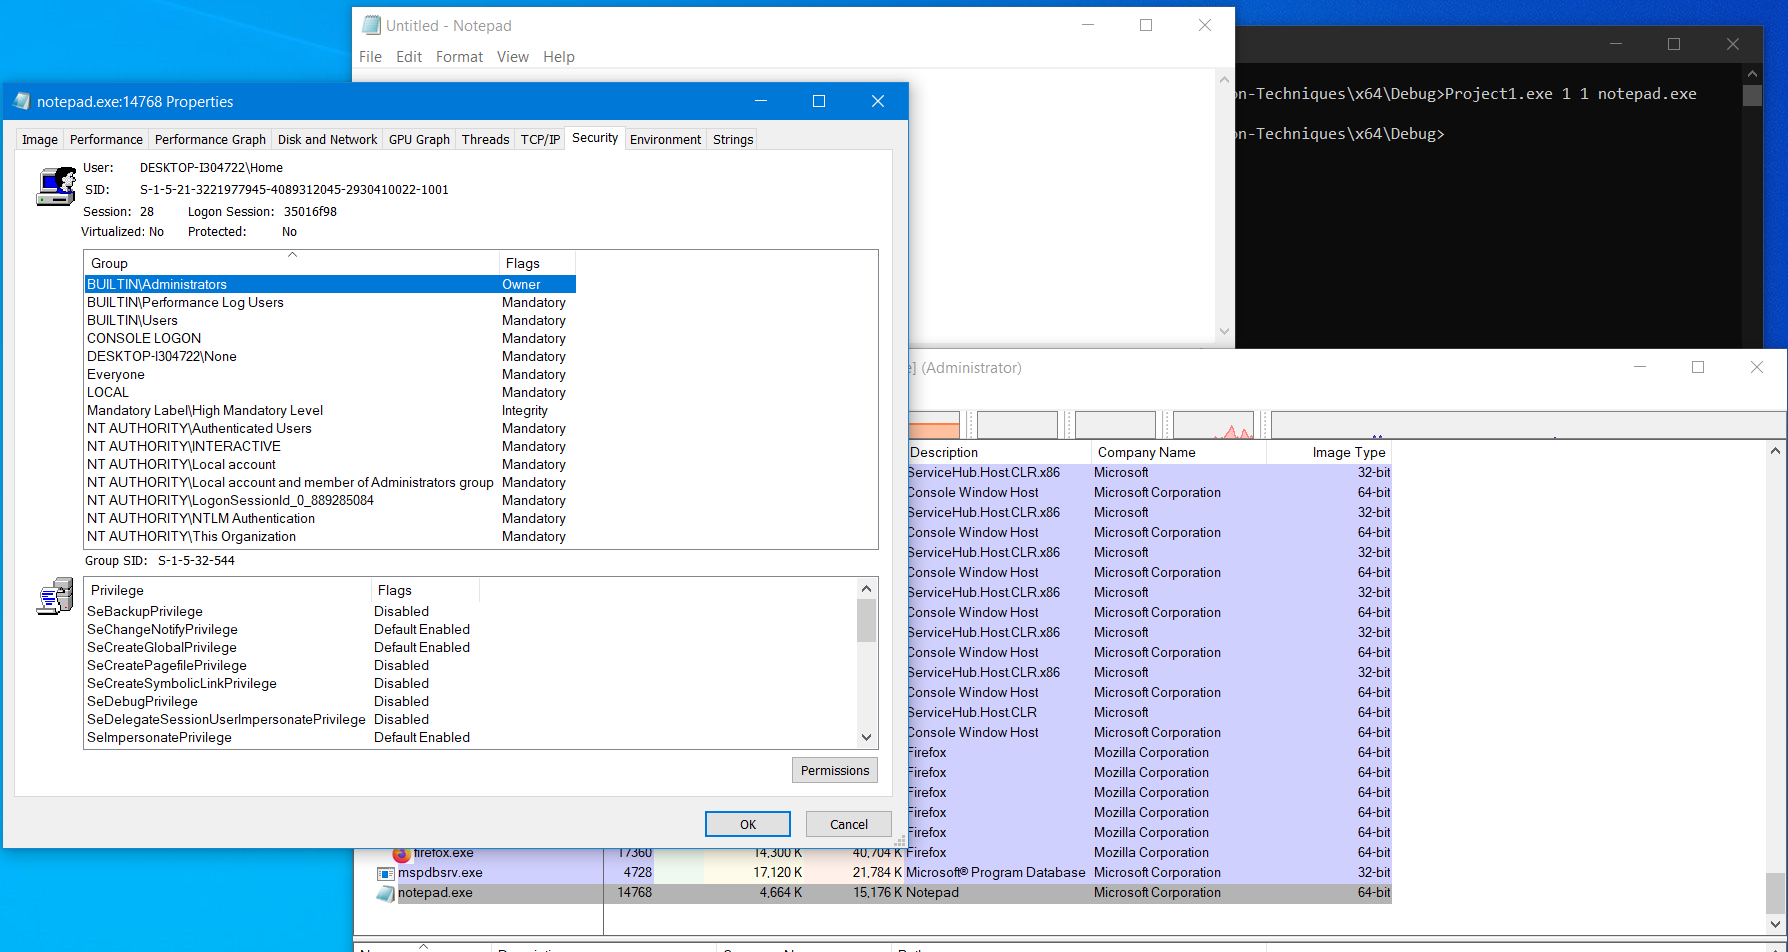 Untitled - Notepad
File Edit Format View Help
on-Techniques\x64\Debug>Project1.exe 1 1 notepad.exe
on-Techniques\x64\Debug>
notepad.exe:14768 Properties
Image Performance Performance Graph Disk and Network GPU Graph Threads TCP/IP Security Environment Strings
User: DESKTOP-I304722\Home
SID: S-1-5-21-3221977945-4089312045-2930410022-1001
Session: 28 Logon Session: 35016f98
Virtualized: No Protected: No
Group Flags
BUILTIN\Administrators Owner
BUILTIN\Performance Log Users Mandatory
BUILTIN\Users Mandatory
CONSOLE LOGON Mandatory
DESKTOP-I304722\None Mandatory
Everyone Mandatory
LOCAL Mandatory
Mandatory Label\High Mandatory Level Integrity
NT AUTHORITY\Authenticated Users Mandatory
NT AUTHORITY\INTERACTIVE Mandatory
NT AUTHORITY\Local account Mandatory
NT AUTHORITY\Local account and member of Administrators group Mandatory
NT AUTHORITY\LogonSessionId_0_889285084 Mandatory
NT AUTHORITY\NTLM Authentication Mandatory
NT AUTHORITY\This Organization Mandatory
Group SID: S-1-5-32-544
Privilege Flags
SeBackupPrivilege Disabled
SeChangeNotifyPrivilege Default Enabled
SeCreateGlobalPrivilege Default Enabled
SeCreatePagefilePrivilege Disabled
SeCreateSymbolicLinkPrivilege Disabled
SeDebugPrivilege Disabled
SeDelegateSessionUserImpersonatePrivilege Disabled
SeImpersonatePrivilege Default Enabled
Permissions
OK Cancel
e] (Administrator)
Description Company Name Image Type
ServiceHub.Host.CLR.x86 Microsoft 32-bit
Console Window Host Microsoft Corporation 64-bit
ServiceHub.Host.CLR.x86 Microsoft 32-bit
Console Window Host Microsoft Corporation 64-bit
ServiceHub.Host.CLR.x86 Microsoft 32-bit
Console Window Host Microsoft Corporation 64-bit
ServiceHub.Host.CLR.x86 Microsoft 32-bit
Console Window Host Microsoft Corporation 64-bit
ServiceHub.Host.CLR.x86 Microsoft 32-bit
Console Window Host Microsoft Corporation 64-bit
ServiceHub.Host.CLR.x86 Microsoft 32-bit
Console Window Host Microsoft Corporation 64-bit
ServiceHub.Host.CLR Microsoft 64-bit
Console Window Host Microsoft Corporation 64-bit
Firefox Mozilla Corporation 64-bit
Firefox Mozilla Corporation 64-bit
Firefox Mozilla Corporation 64-bit
Firefox Mozilla Corporation 64-bit
Firefox Mozilla Corporation 64-bit
firefox.exe 17360 14,300 K 40,704 K Firefox Mozilla Corporation 64-bit
mspdbsrv.exe 4728 17,120 K 21,784 K Microsoft® Program Database Microsoft Corporation 32-bit
notepad.exe 14768 4,664 K 15,176 K Notepad Microsoft Corporation 64-bit